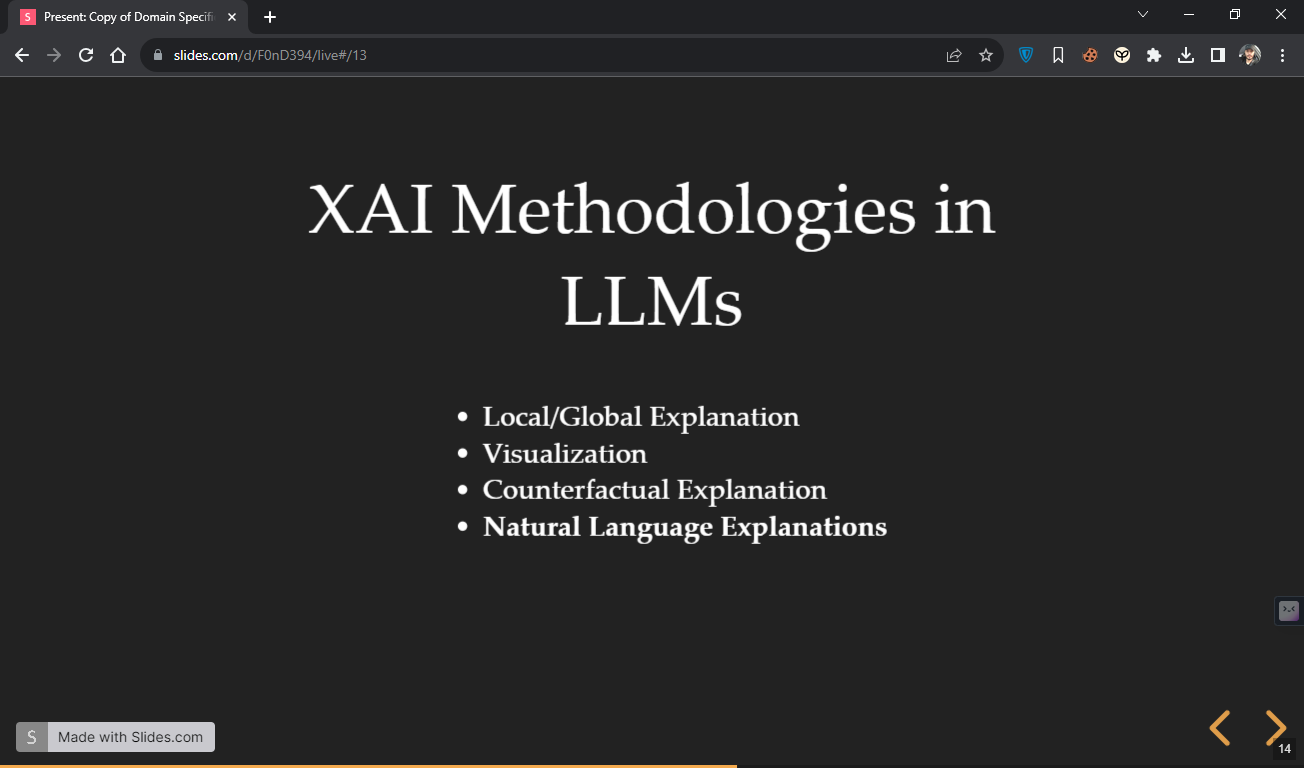 S Present: Copy of Domain Specifi
slides.com/d/F0nD394/live#/13
XAI Methodologies in
LLMs
• Local/Global Explanation
• Visualization
• Counterfactual Explanation
• Natural Language Explanations
S Made with Slides.com
14